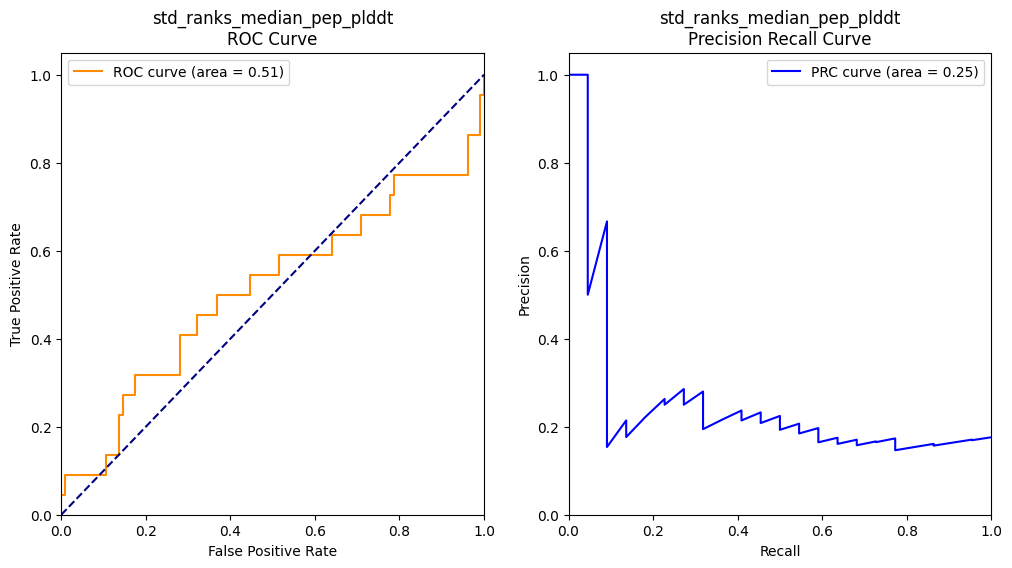 std_ranks_median_pep_plddt
ROC Curve
ROC curve (area = 0.51)
True Positive Rate
1.0
0.8
0.6
0.4
0.2
0.0
0.0 0.2 0.4 0.6 0.8 1.0
False Positive Rate
std_ranks_median_pep_plddt
Precision Recall Curve
PRC curve (area = 0.25)
Precision
1.0
0.8
0.6
0.4
0.2
0.0
0.0 0.2 0.4 0.6 0.8 1.0
Recall